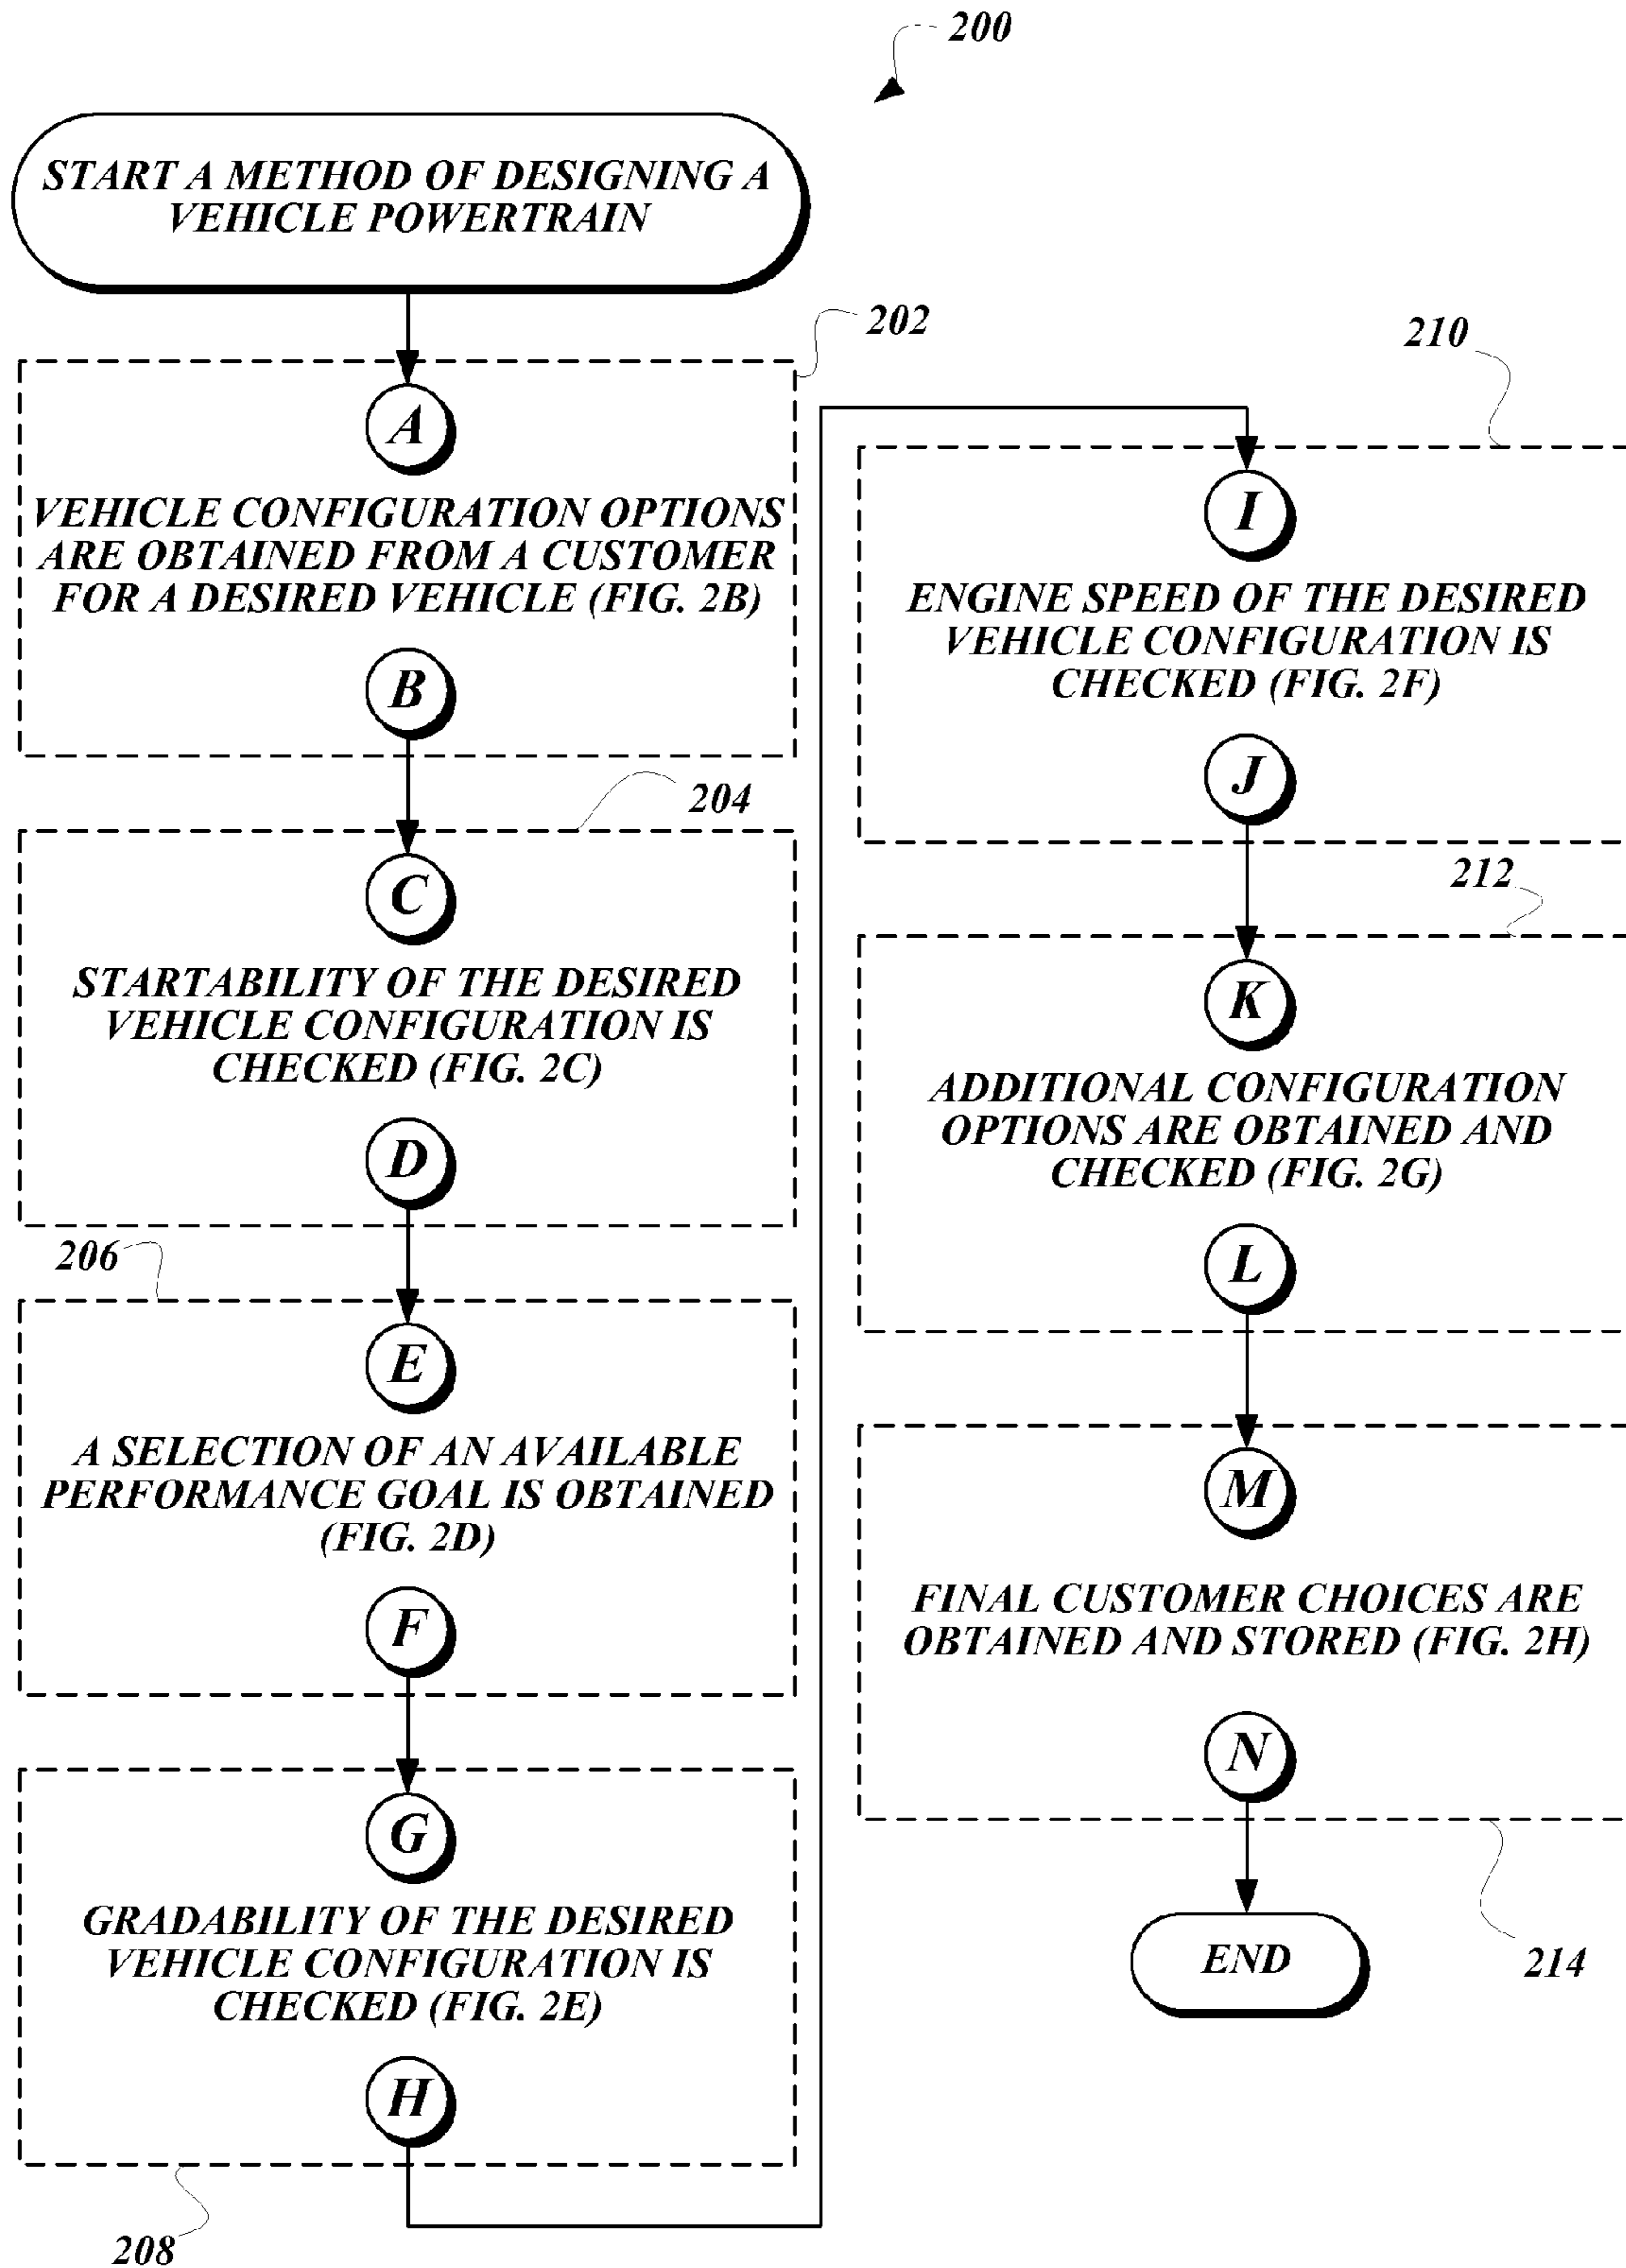 200
START A METHOD OF DESIGNING A
VEHICLE POWERTRAIN
202
A
VEHICLE CONFIGURATION OPTIONS
ARE OBTAINED FROM A CUSTOMER
FOR A DESIRED VEHICLE (FIG. 2B)
B
204
C
STARTABILITY OF THE DESIRED
VEHICLE CONFIGURATION IS
CHECKED (FIG. 2C)
D
206
E
A SELECTION OF AN AVAILABLE
PERFORMANCE GOAL IS OBTAINED
(FIG. 2D)
F
G
GRADABILITY OF THE DESIRED
VEHICLE CONFIGURATION IS
CHECKED (FIG. 2E)
H
208
210
I
ENGINE SPEED OF THE DESIRED
VEHICLE CONFIGURATION IS
CHECKED (FIG. 2F)
J
212
K
ADDITIONAL CONFIGURATION
OPTIONS ARE OBTAINED AND
CHECKED (FIG. 2G)
L
M
FINAL CUSTOMER CHOICES ARE
OBTAINED AND STORED (FIG. 2H)
N
214
END